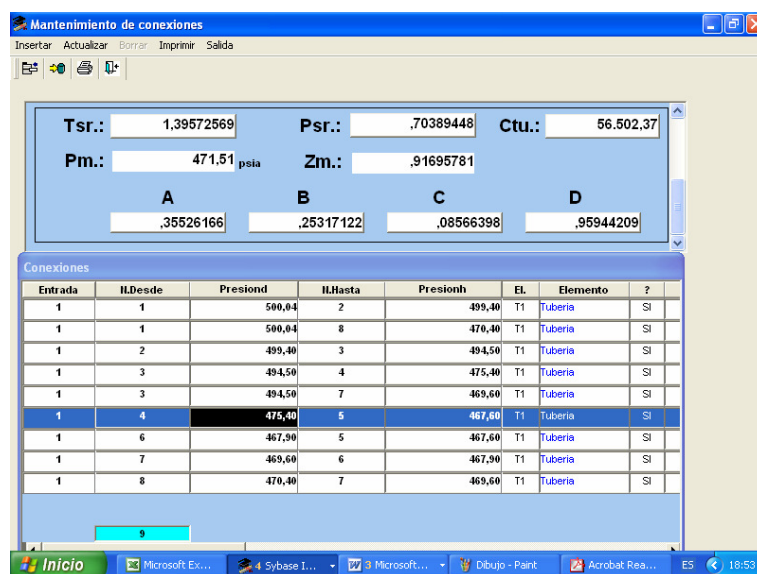 Mantenimiento de conexiones
Insertar Actualizar Borrar Imprimir Salida
Tsr.: 1,39572569 Psr.: ,70389448 Ctu.: 56.502,37
Pm.: 471,51 psia Zm.: ,91695781
A B C D
,35526166 ,25317122 ,08566398 ,95944209
Conexiones
Entrada N.Desde Presiond N.Hasta Presionh El. Elemento ?
1 1 500,04 2 499,40 T1 Tuberia SI
1 1 500,04 8 470,40 T1 Tuberia SI
1 2 499,40 3 494,50 T1 Tuberia SI
1 3 494,50 4 475,40 T1 Tuberia SI
1 3 494,50 7 469,60 T1 Tuberia SI
1 4 475,40 5 467,60 T1 Tuberia SI
1 6 467,90 5 467,60 T1 Tuberia SI
1 7 469,60 6 467,90 T1 Tuberia SI
1 8 470,40 7 469,60 T1 Tuberia SI
9
Inicio Microsoft Ex... 4 Sybase I... 3 Microsoft... Dibujo - Paint Acrobat Rea... ES 18:53